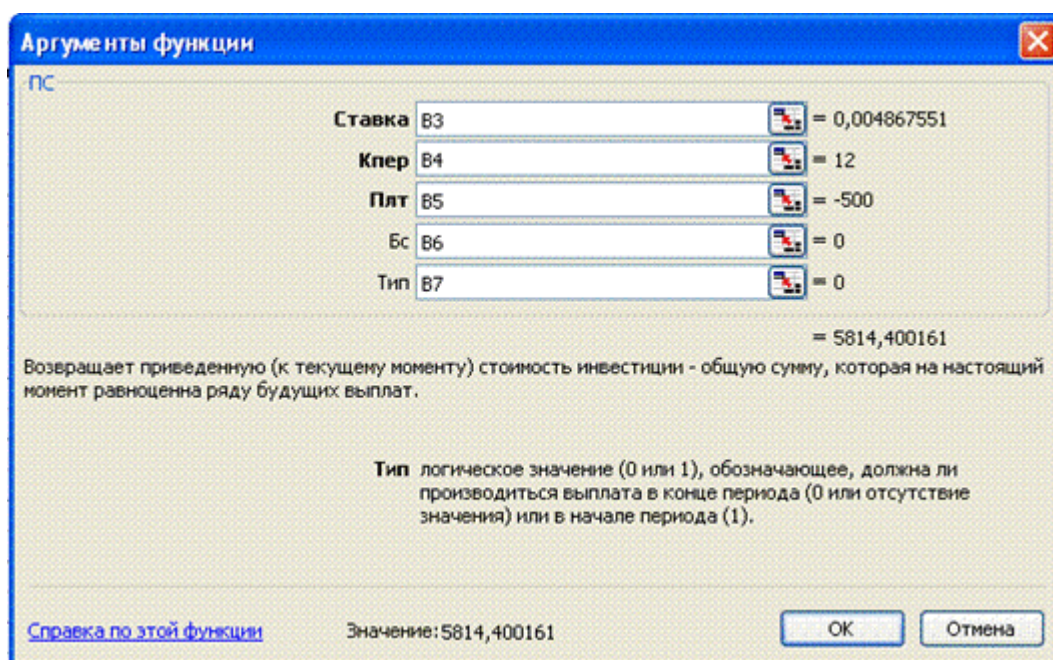 Аргументы функции
ПС
Ставка B3 = 0,004867551
Кпер B4 = 12
Плт B5 = -500
Бс B6 = 0
Тип B7 = 0
= 5814,400161
Возвращает приведенную (к текущему моменту) стоимость инвестиции - общую сумму, которая на настоящий
момент равноценна ряду будущих выплат.
Тип логическое значение (0 или 1), обозначающее, должна ли
производиться выплата в конце периода (0 или отсутствие
значения) или в начале периода (1).
Справка по этой функции Значение: 5814,400161 OK Отмена